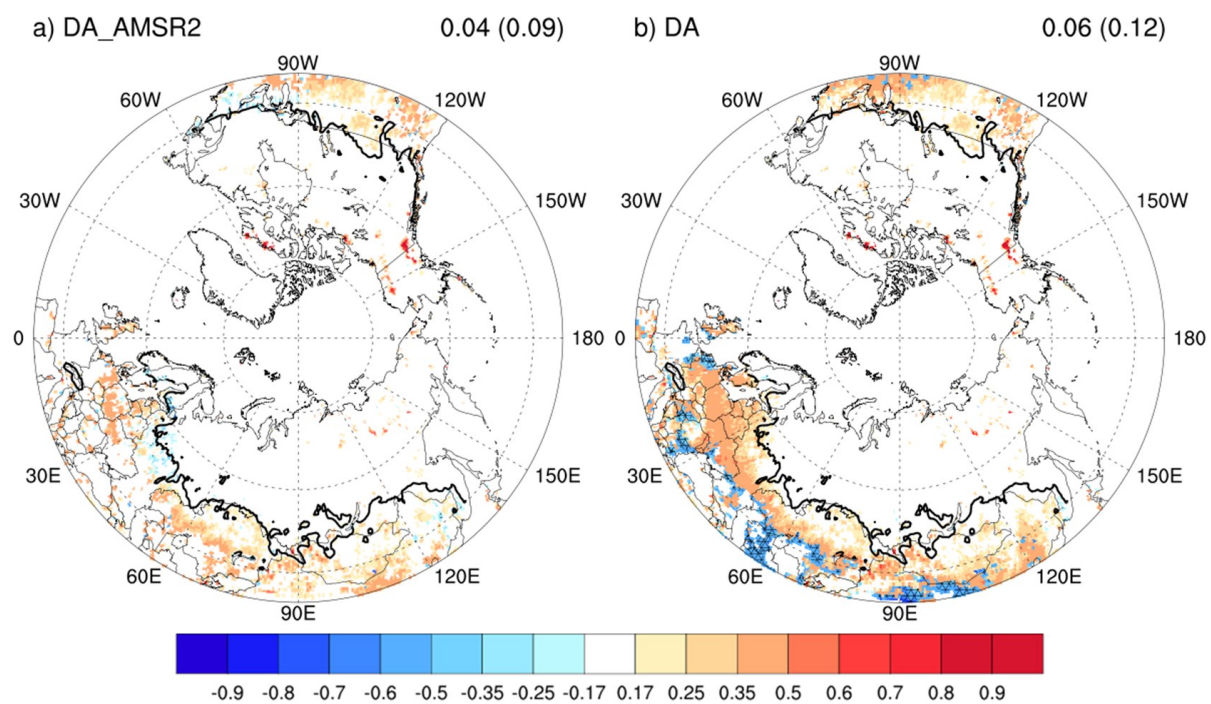 a) DA_AMSR2 0.04 (0.09) b) DA 0.06 (0.12)
90W 90W
60W 120W 60W 120W
30W 150W 30W 150W
0 180 0 180
30E 150E 30E 150E
60E 120E 60E 120E
90E 90E
-0.9 -0.8 -0.7 -0.6 -0.5 -0.35 -0.25 -0.17 0.17 0.25 0.35 0.5 0.6 0.7 0.8 0.9